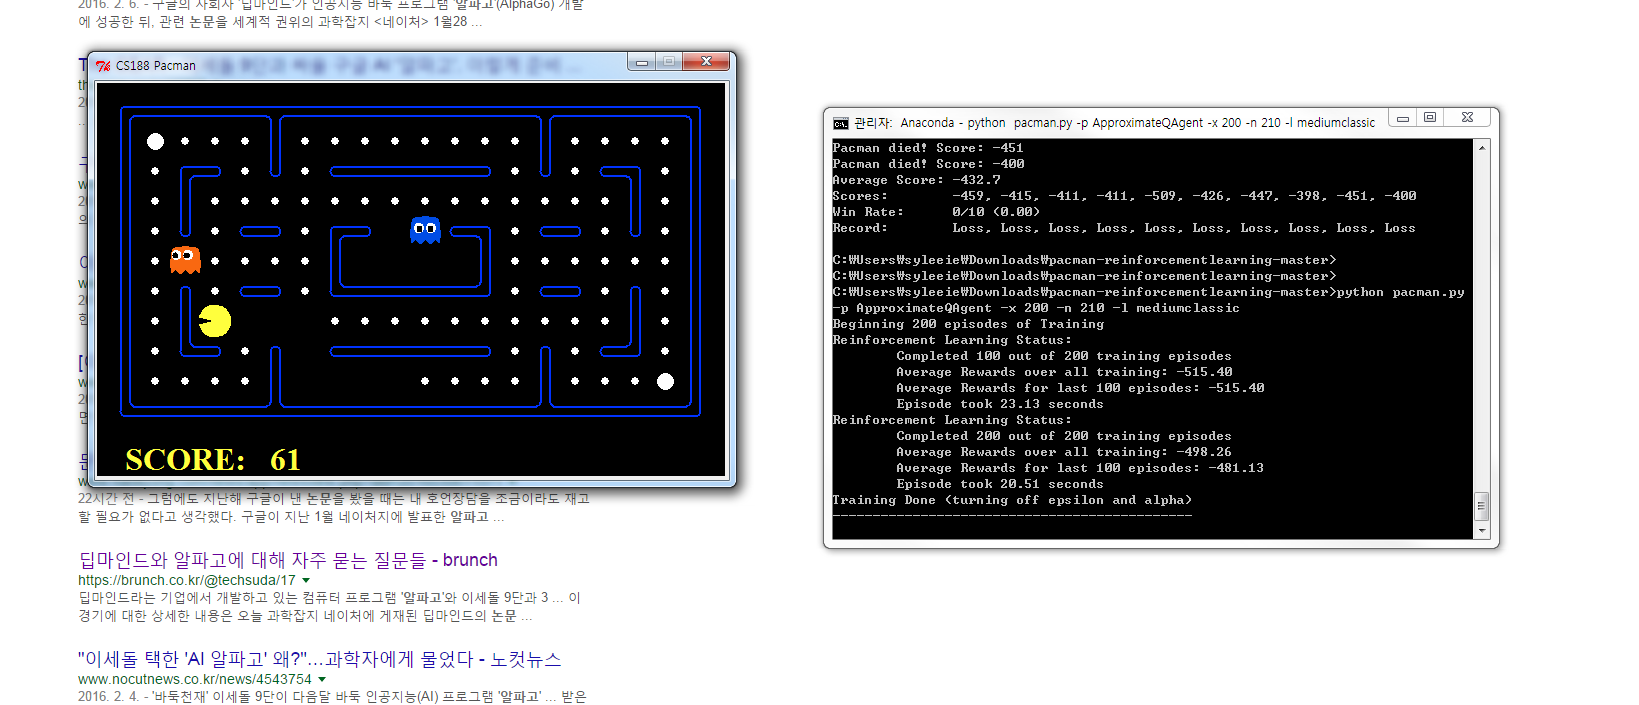 2016. 2. 6. - 구글의 자회사 '딥마인드'가 인공지능 바둑 프로그램 '알파고'(AlphaGo) 개발
에 성공한 뒤, 관련 논문을 세계적 권위의 과학잡지 <네이처> 1월28 ...
CS188 Pacman
SCORE: 61
22시간 전 - 그럼에도 지난해 구글이 낸 논문을 봤을 때는 내 호언장담을 조금이라도 재고
할 필요가 없다고 생각했다. 구글이 지난 1월 네이처지에 발표한 알파고 ...
딥마인드와 알파고에 대해 자주 묻는 질문들 - brunch
https://brunch.co.kr/@techsuda/17
딥마인드라는 기업에서 개발하고 있는 컴퓨터 프로그램 '알파고'와 이세돌 9단과 3 ... 이
경기에 대한 상세한 내용은 오늘 과학잡지 네이처에 게재된 딥마인드의 논문 ...
"이세돌 택한 'AI 알파고' 왜?"...과학자에게 물었다 - 노컷뉴스
www.nocutnews.co.kr/news/4543754
2016. 2. 4. - '바둑천재' 이세돌 9단이 다음달 바둑 인공지능(AI) 프로그램 '알파고' ... 받은
관리자: Anaconda - python pacman.py -p ApproximateQAgent -x 200 -n 210 -l mediumclassic
Pacman died! Score: -451
Pacman died! Score: -400
Average Score: -432.7
Scores: -459, -415, -411, -411, -509, -426, -447, -398, -451, -400
Win Rate: 0/10 (0.00)
Record: Loss, Loss, Loss, Loss, Loss, Loss, Loss, Loss, Loss, Loss
C:₩Users₩syleeie₩Downloads₩pacman-reinforcementlearning-master>
C:₩Users₩syleeie₩Downloads₩pacman-reinforcementlearning-master>
C:₩Users₩syleeie₩Downloads₩pacman-reinforcementlearning-master>python pacman.py
-p ApproximateQAgent -x 200 -n 210 -l mediumclassic
Beginning 200 episodes of Training
Reinforcement Learning Status:
Completed 100 out of 200 training episodes
Average Rewards over all training: -515.40
Average Rewards for last 100 episodes: -515.40
Episode took 23.13 seconds
Reinforcement Learning Status:
Completed 200 out of 200 training episodes
Average Rewards over all training: -498.26
Average Rewards for last 100 episodes: -481.13
Episode took 20.51 seconds
Training Done (turning off epsilon and alpha)
---------------------------------------------